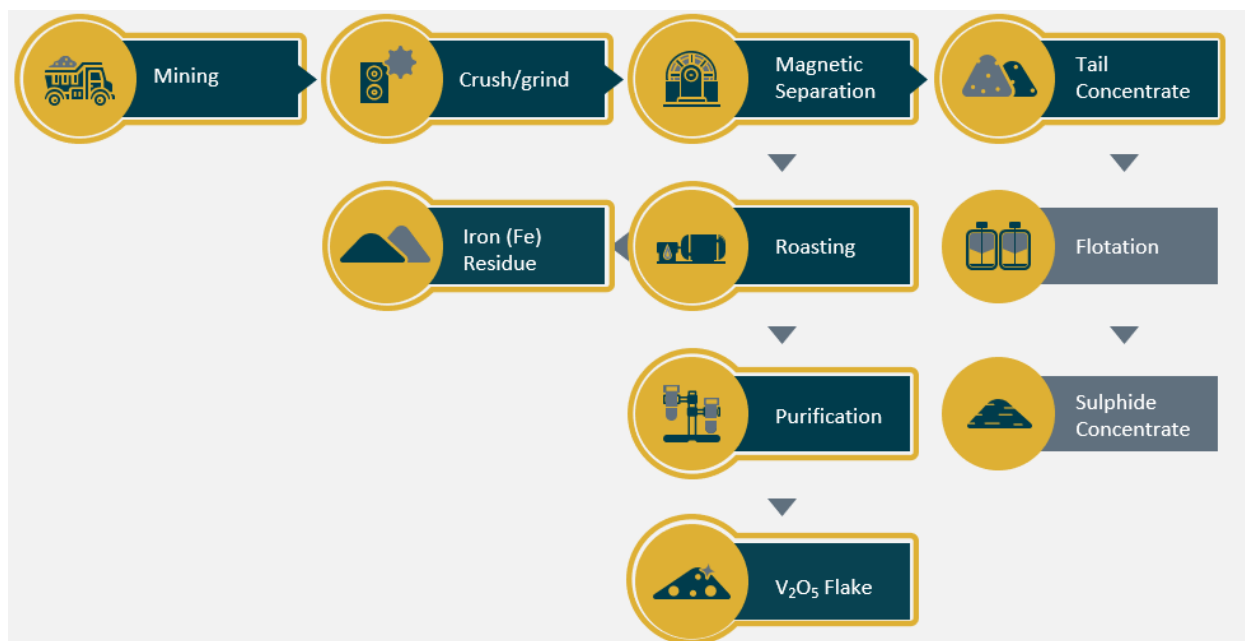 Mining
Crush/grind
Magnetic
Separation
Tail
Concentrate
Iron (Fe)
Residue
Roasting
Flotation
Purification
Sulphide
Concentrate
V₂O₅ Flake